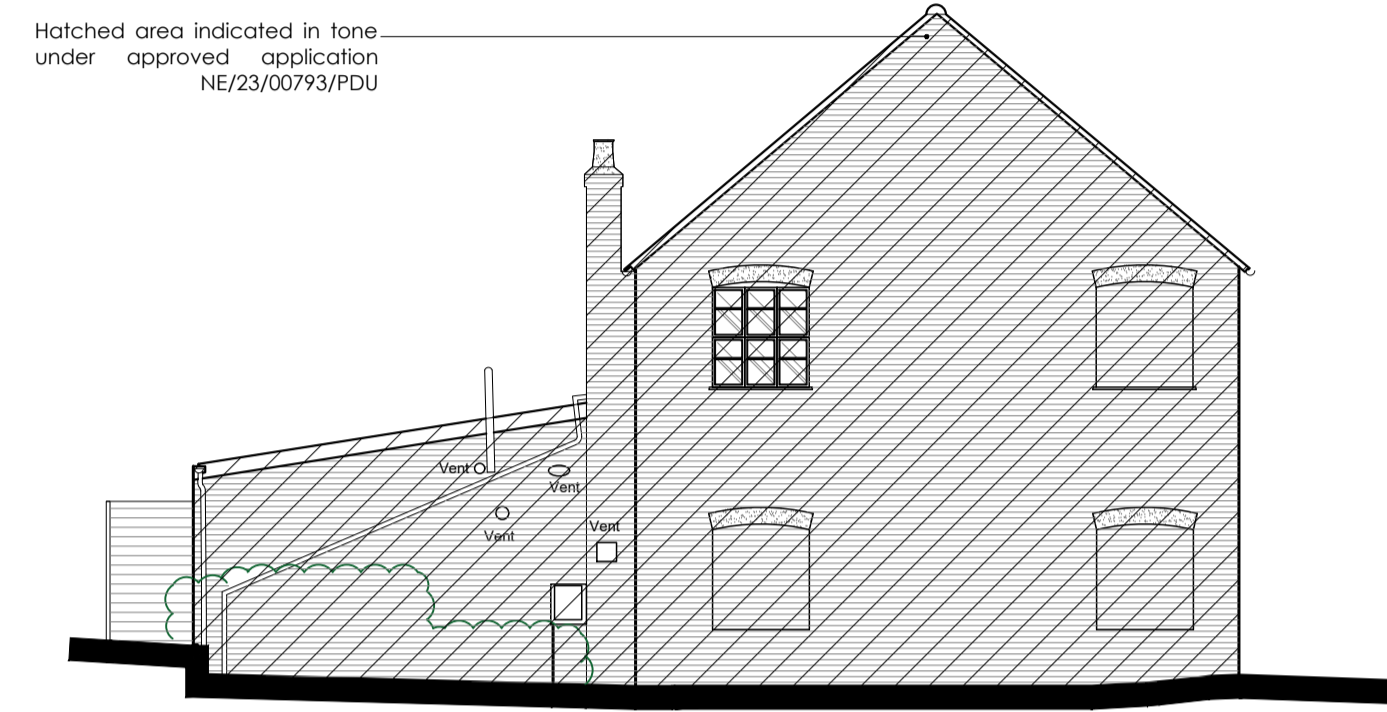 Hatched area indicated in tone
under approved application
NE/23/00793/PDU
Vent
Vent
Vent
Vent